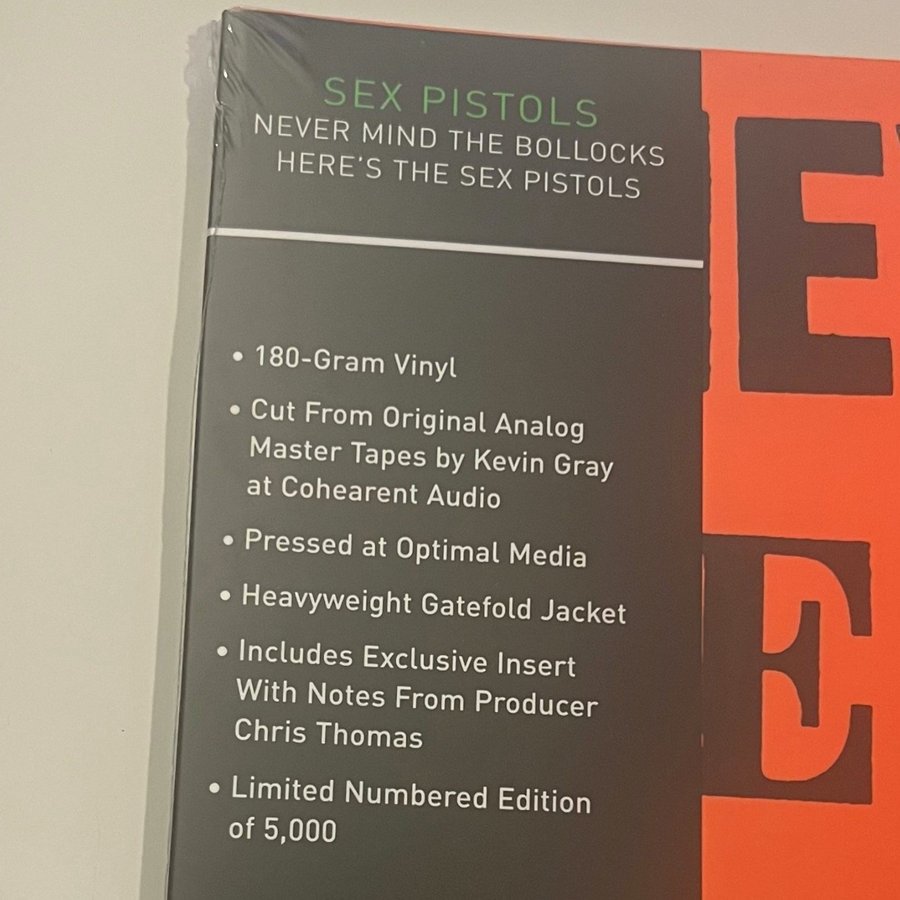 SEX PISTOLS
NEVER MIND THE BOLLOCKS
HERE'S THE SEX PISTOLS
• 180-Gram Vinyl
• Cut From Original Analog
Master Tapes by Kevin Gray
at Cohearent Audio
• Pressed at Optimal Media
• Heavyweight Gatefold Jacket
• Includes Exclusive Insert
With Notes From Producer
Chris Thomas
• Limited Numbered Edition
of 5,000
E
E